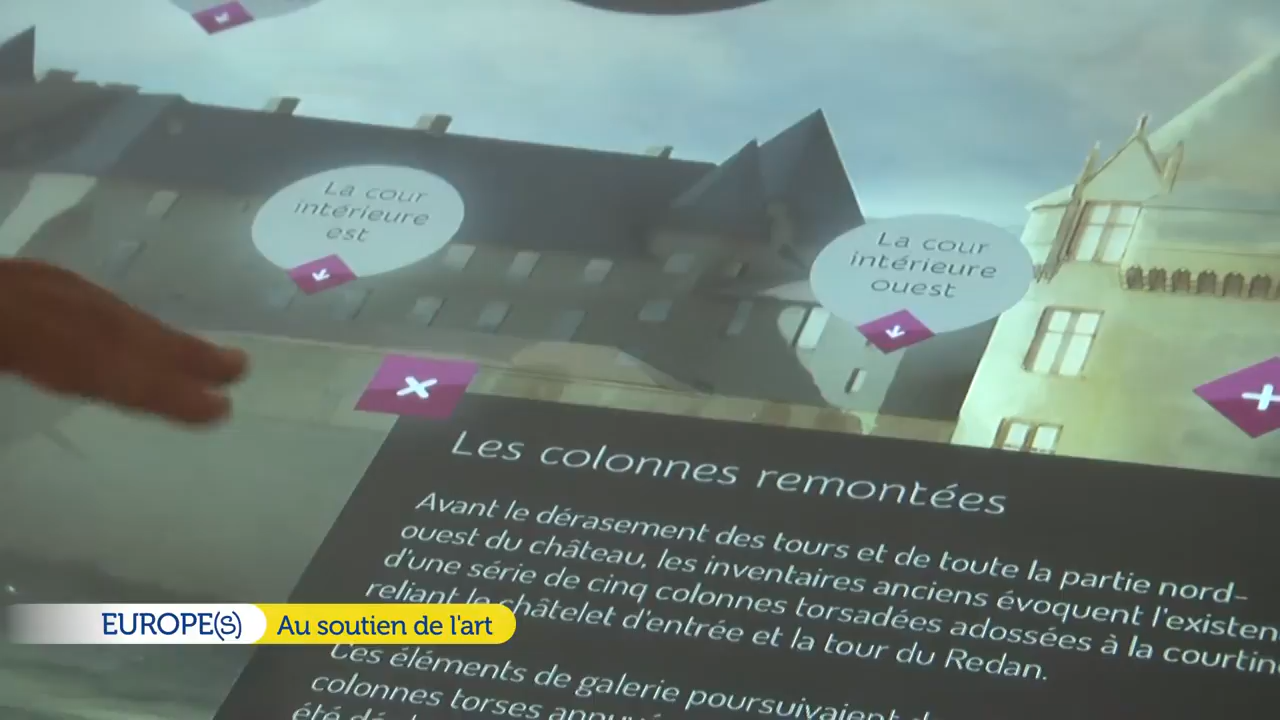 La cour
intérieure
est
La cour
intérieure
ouest
Les colonnes remontées
Avant le dérasement des tours et de toute la partie nord-
ouest du château, les inventaires anciens évoquent l'existen
d'une série de cinq colonnes torsadées adossées à la courtin
reliant le châtelet d'entrée et la tour du Redan.
EUROPE(S) Au soutien de l'art
Ces éléments de galerie poursuivaient
colonnes torses
été